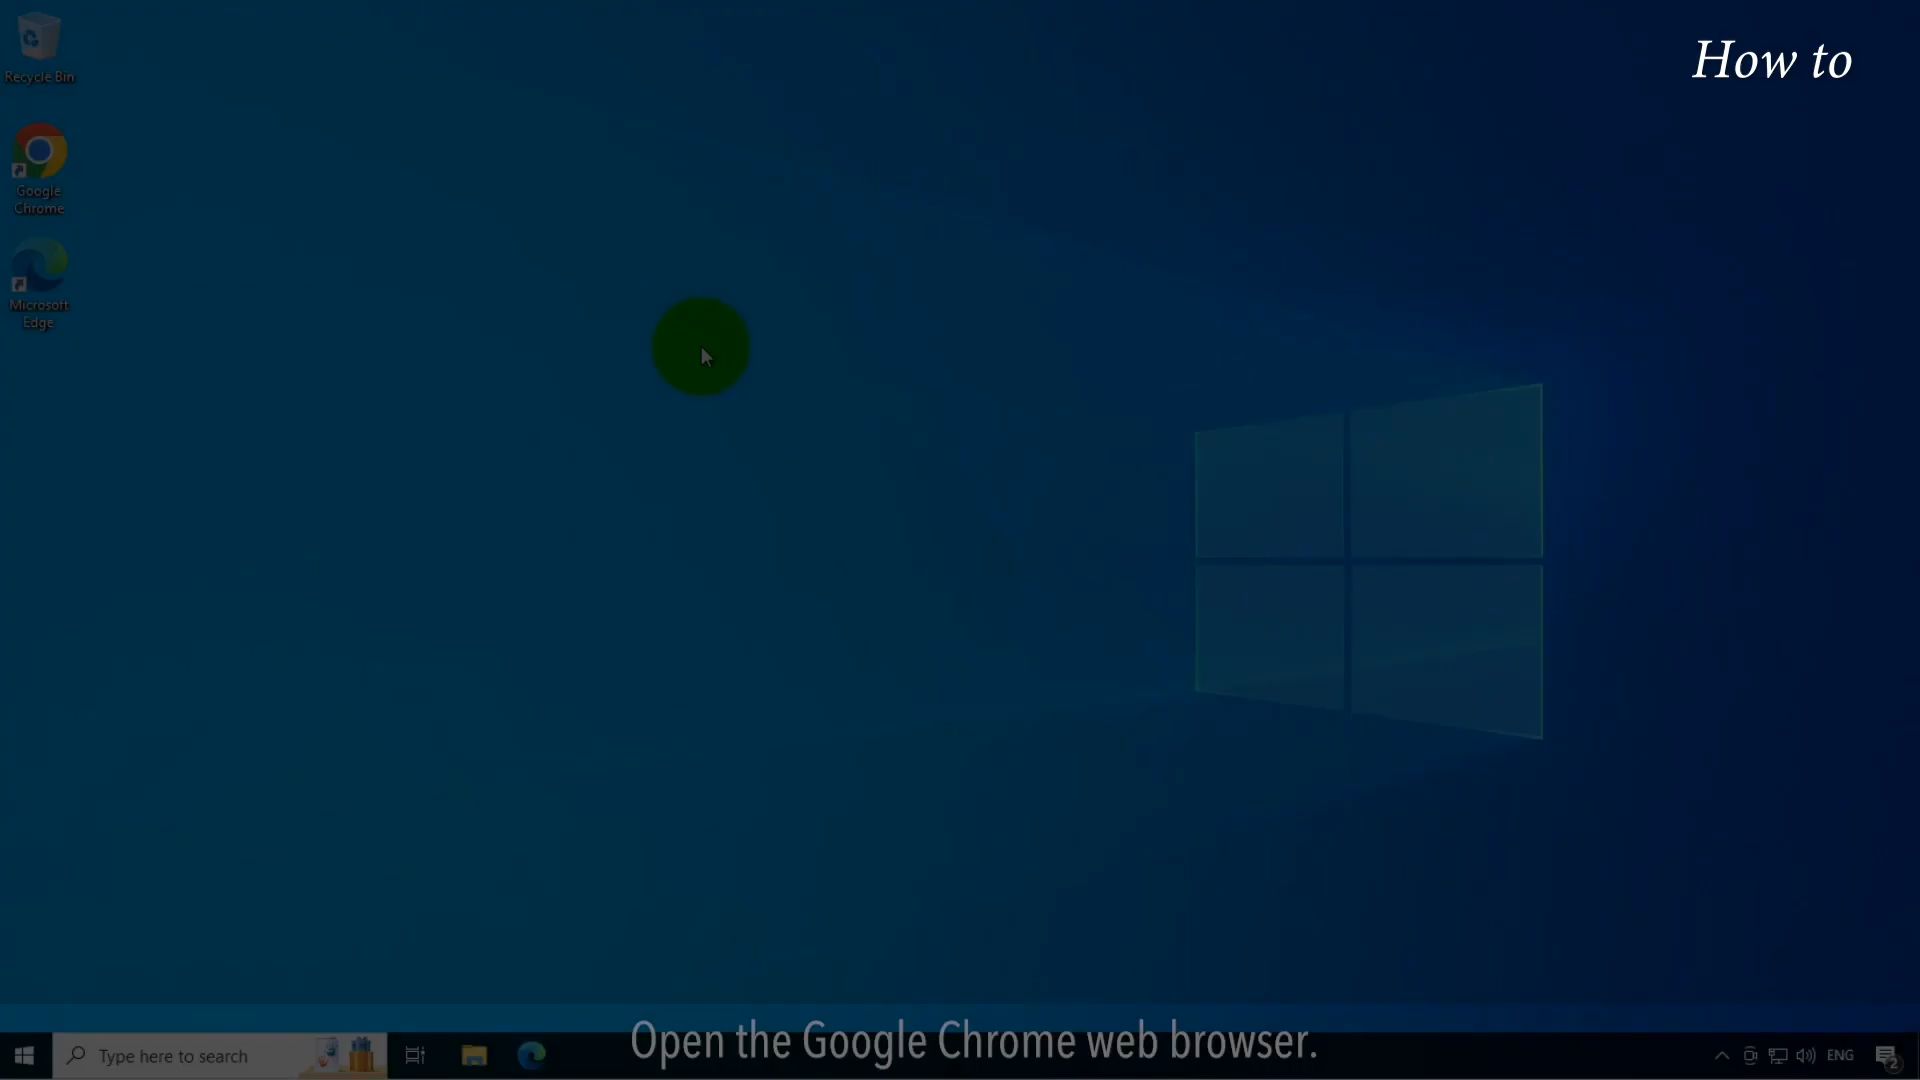 How to
Recycle Bin
Google
Chrome
Microsoft
Edge
Open the Google Chrome web browser.
Type here to search
ENG
2